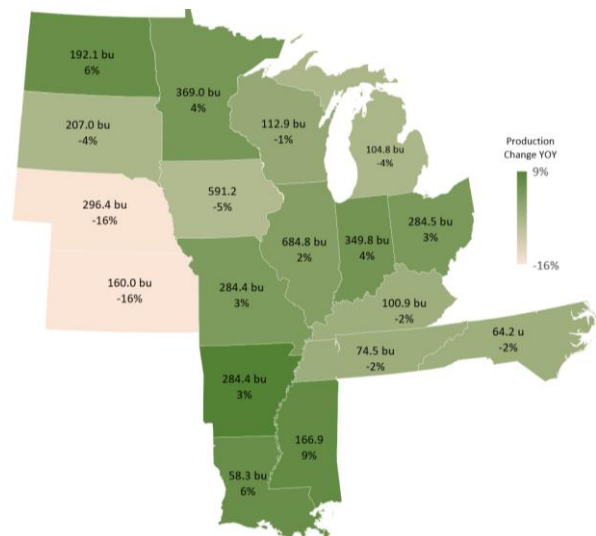 192.1 bu
6%
369.0 bu
4%
207.0 bu
-4%
112.9 bu
-1%
104.8 bu
-4%
Production
Change YOY
9%
-16%
296.4 bu
-16%
591.2
-5%
684.8 bu
2%
349.8 bu
4%
284.5 bu
3%
160.0 bu
-16%
284.4 bu
3%
100.9 bu
-2%
74.5 bu
-2%
64.2 u
-2%
284.4 bu
3%
166.9
9%
58.3 bu
6%